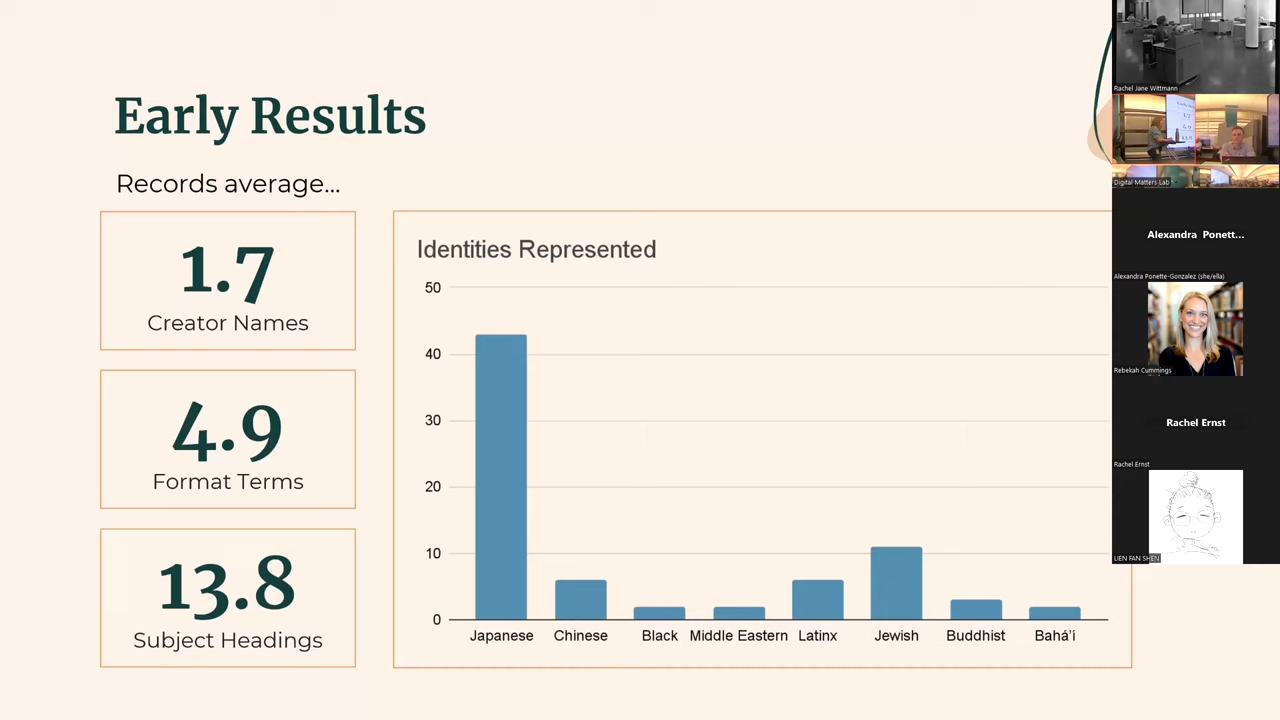 Early Results
Records average...
1.7
Creator Names
4.9
Format Terms
13.8
Subject Headings
Identities Represented
50
40
30
20
10
0
Japanese
Chinese
Black
Middle Eastern
Latinx
Jewish
Buddhist
Bahá'i
Rachel Jane Wittmann
Digital Matters Lab
Alexandra Ponett...
Alexandra Ponette-Gonzalez (she/ella)
Rebekah Cummings
Rachel Ernst
Rachel Ernst
LIEN FAN SHEN